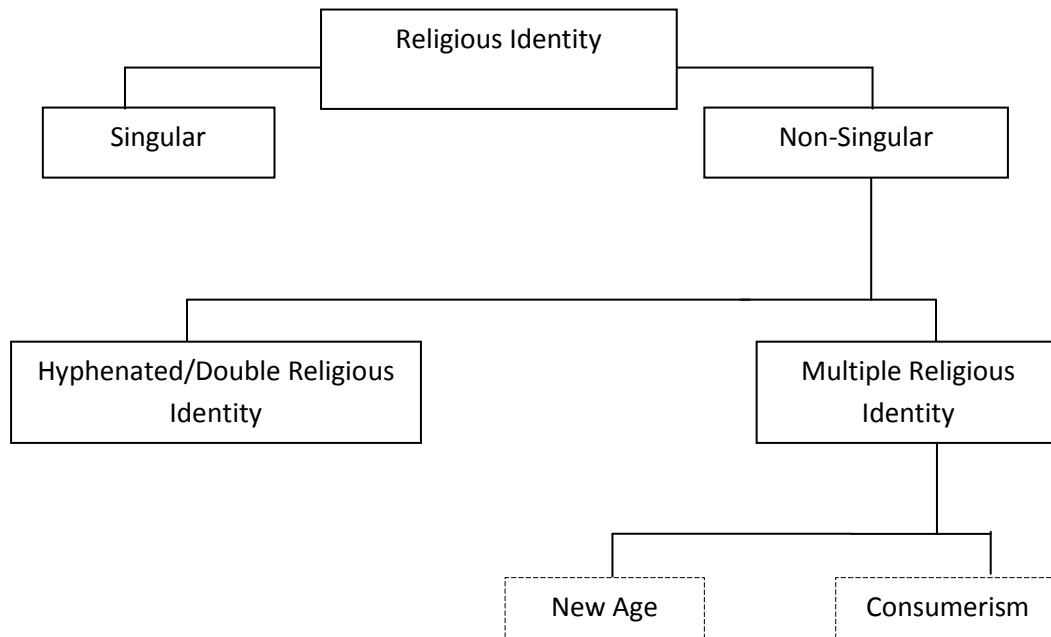 Religious Identity
Singular
Non-Singular
Hyphenated/Double Religious
Identity
Multiple Religious
Identity
New Age
Consumerism